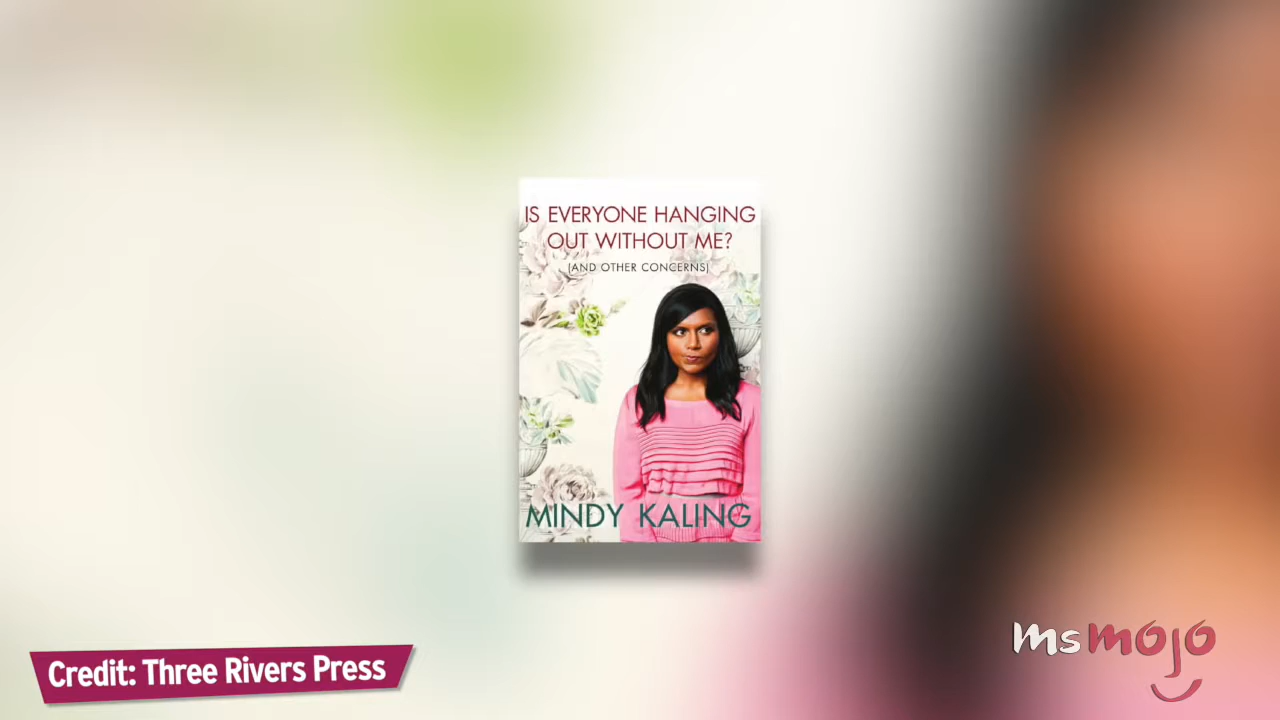 IS EVERYONE HANGING
OUT WITHOUT ME?
(AND OTHER CONCERNS)
MINDY KALING
Credit: Three Rivers Press
msmojo